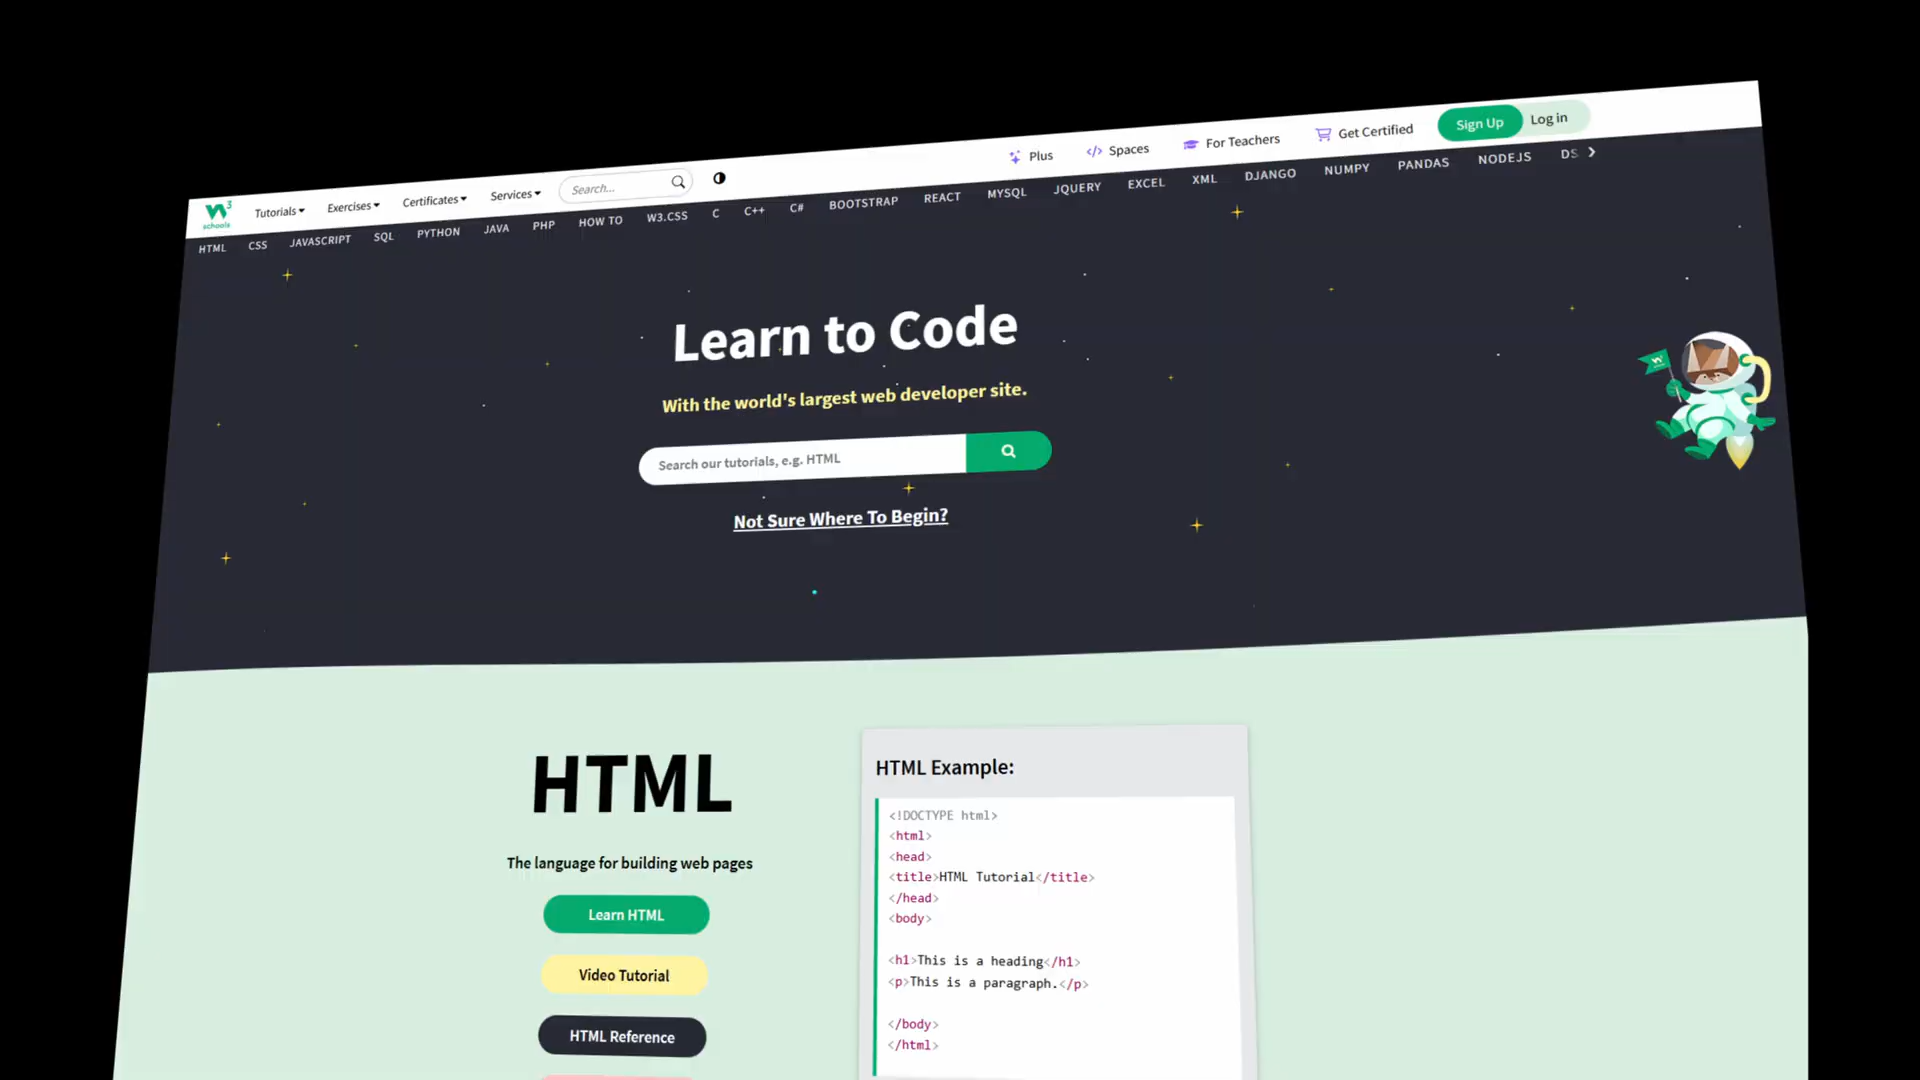 W3 schools
Tutorials Exercises Certificates Services Search... Plus Spaces For Teachers Get Certified Sign Up Log in
HTML CSS JAVASCRIPT SQL PYTHON JAVA PHP HOW TO W3.CSS C C++ C# BOOTSTRAP REACT MYSQL JQUERY EXCEL XML DJANGO NUMPY PANDAS NODEJS DS
Learn to Code
With the world's largest web developer site.
Search our tutorials, e.g. HTML
Not Sure Where To Begin?
HTML
The language for building web pages
Learn HTML
Video Tutorial
HTML Reference
HTML Example:
<!DOCTYPE html>
<html>
<head>
<title>HTML Tutorial</title>
</head>
<body>
<h1>This is a heading</h1>
<p>This is a paragraph.</p>
</body>
</html>